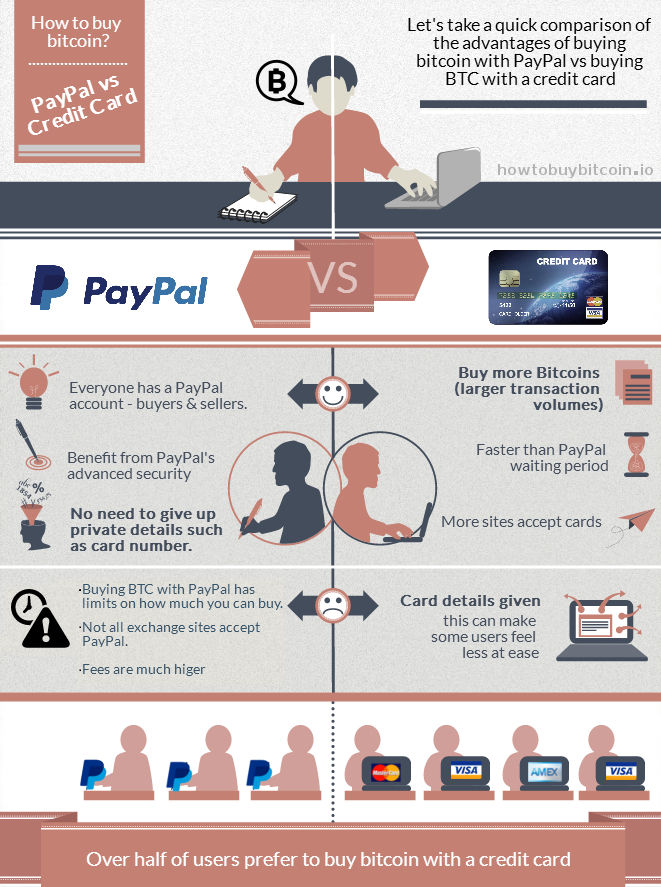 How to buy
bitcoin?
PayPal vs
Credit Card
Let's take a quick comparison of
the advantages of buying
bitcoin with PayPal vs buying
BTC with a credit card
howtobuybitcoin.io
PayPal
VS
CREDIT CARD
Everyone has a PayPal
account - buyers & sellers.
Benefit from PayPal's
advanced security
No need to give up
private details such
as card number.
Buy more Bitcoins
(larger transaction
volumes)
Faster than PayPal
waiting period
More sites accept cards
·Buying BTC with PayPal has
limits on how much you can buy.
·Not all exchange sites accept
PayPal.
·Fees are much higer
Card details given
this can make
some users feel
less at ease
MasterCard
VISA
AMEX
VISA
Over half of users prefer to buy bitcoin with a credit card